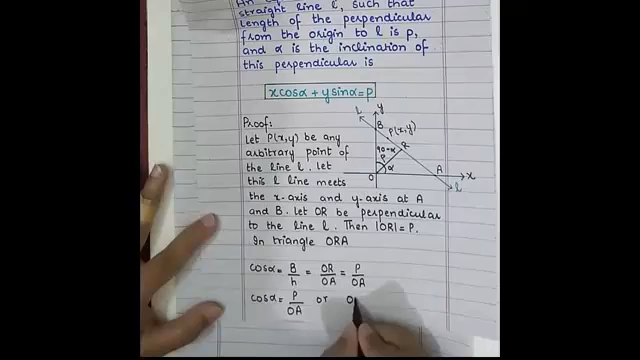 straight line l, such that
length of the perpendicular
from the origin to l is p,
and α is the inclination of
this perpendicular is
xcosα + ysinα = p
Proof:
Let P(x,y) be any
arbitrary point of
the line l. Let
this l line meets
the x-axis and y-axis at A
and B. Let OR be perpendicular
to the line l. Then |OR| = P.
In triangle ORA
cosα = B/h = OR/OA = P/OA
cosα = P/OA or O
l
y
B
P(x,y)
R
90-α
P
α
O
A
x
l